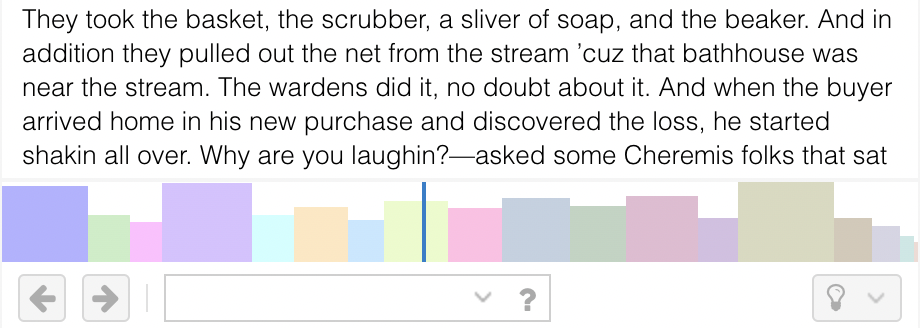 They took the basket, the scrubber, a sliver of soap, and the beaker. And in
addition they pulled out the net from the stream ’cuz that bathhouse was
near the stream. The wardens did it, no doubt about it. And when the buyer
arrived home in his new purchase and discovered the loss, he started
shakin all over. Why are you laughin?—asked some Cheremis folks that sat
?